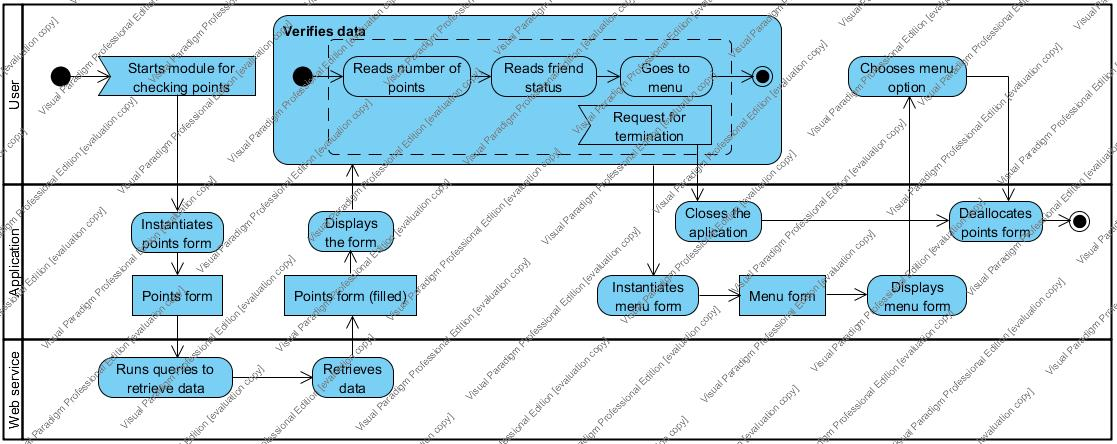 User
Starts module for
checking points
Verifies data
Reads number of
points
Reads friend
status
Goes to
menu
Request for
termination
Chooses menu
option
Application
Instantiates
points form
Points form
Displays
the form
Points form (filled)
Closes the
aplication
Instantiates
menu form
Menu form
Displays
menu form
Deallocates
points form
Web service
Runs queries to
retrieve data
Retrieves
data
Visual Paradigm Professional Edition [evaluation copy]